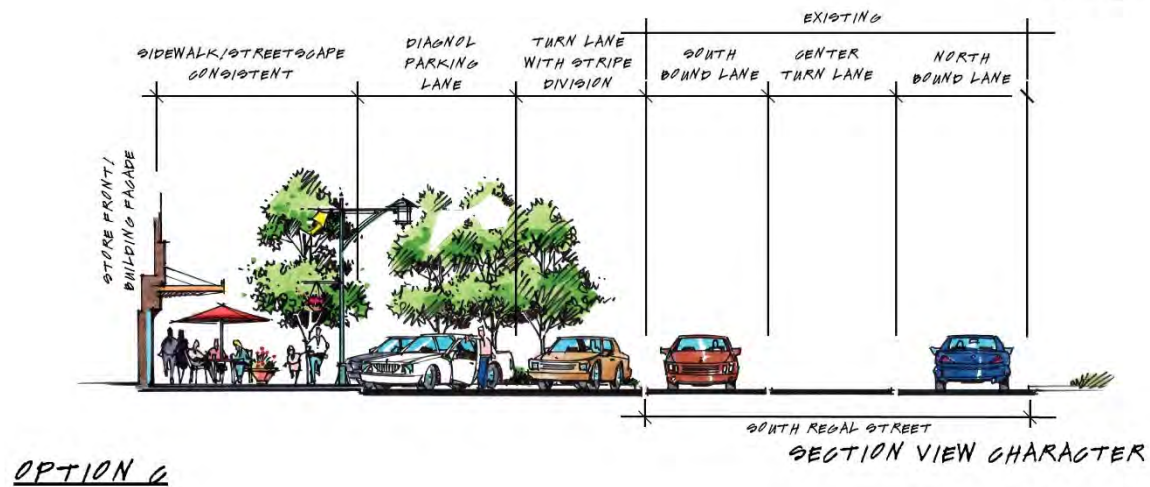 EXISTING
SIDEWALK/STREETSCAPE
CONSISTENT
DIAGNOL
PARKING
LANE
TURN LANE
WITH STRIPE
DIVISION
SOUTH
BOUND LANE
CENTER
TURN LANE
NORTH
BOUND LANE
STORE FRONT/
BUILDING FACADE
SOUTH REGAL STREET
SECTION VIEW CHARACTER
OPTION C